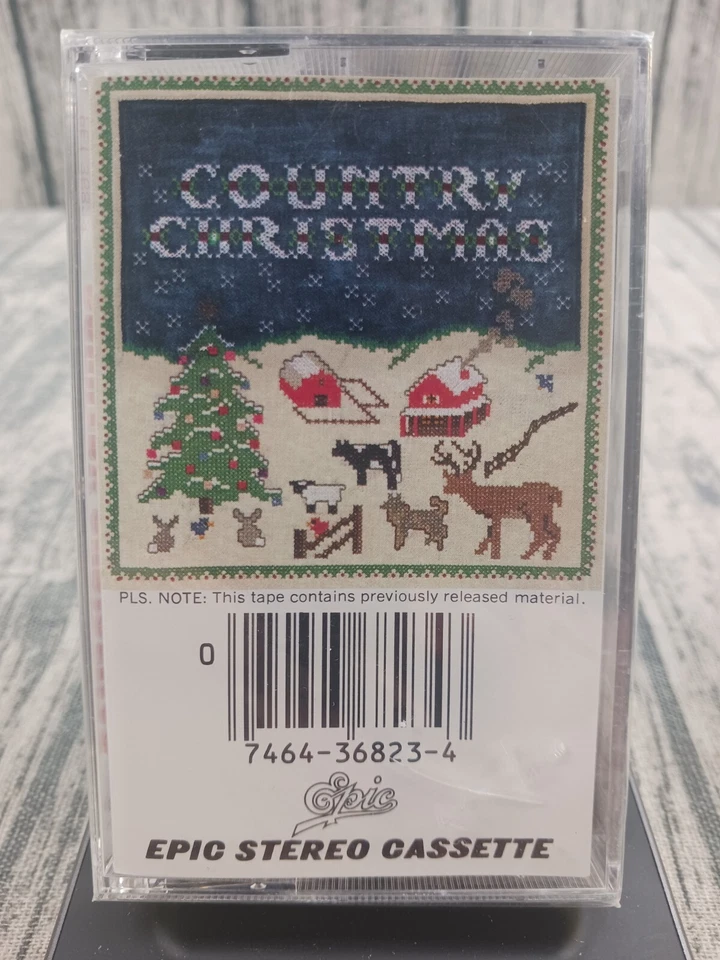 COUNTRY
CHRISTMAS
PLS. NOTE: This tape contains previously released material.
0
7464-36823-4
Epic
EPIC STEREO CASSETTE